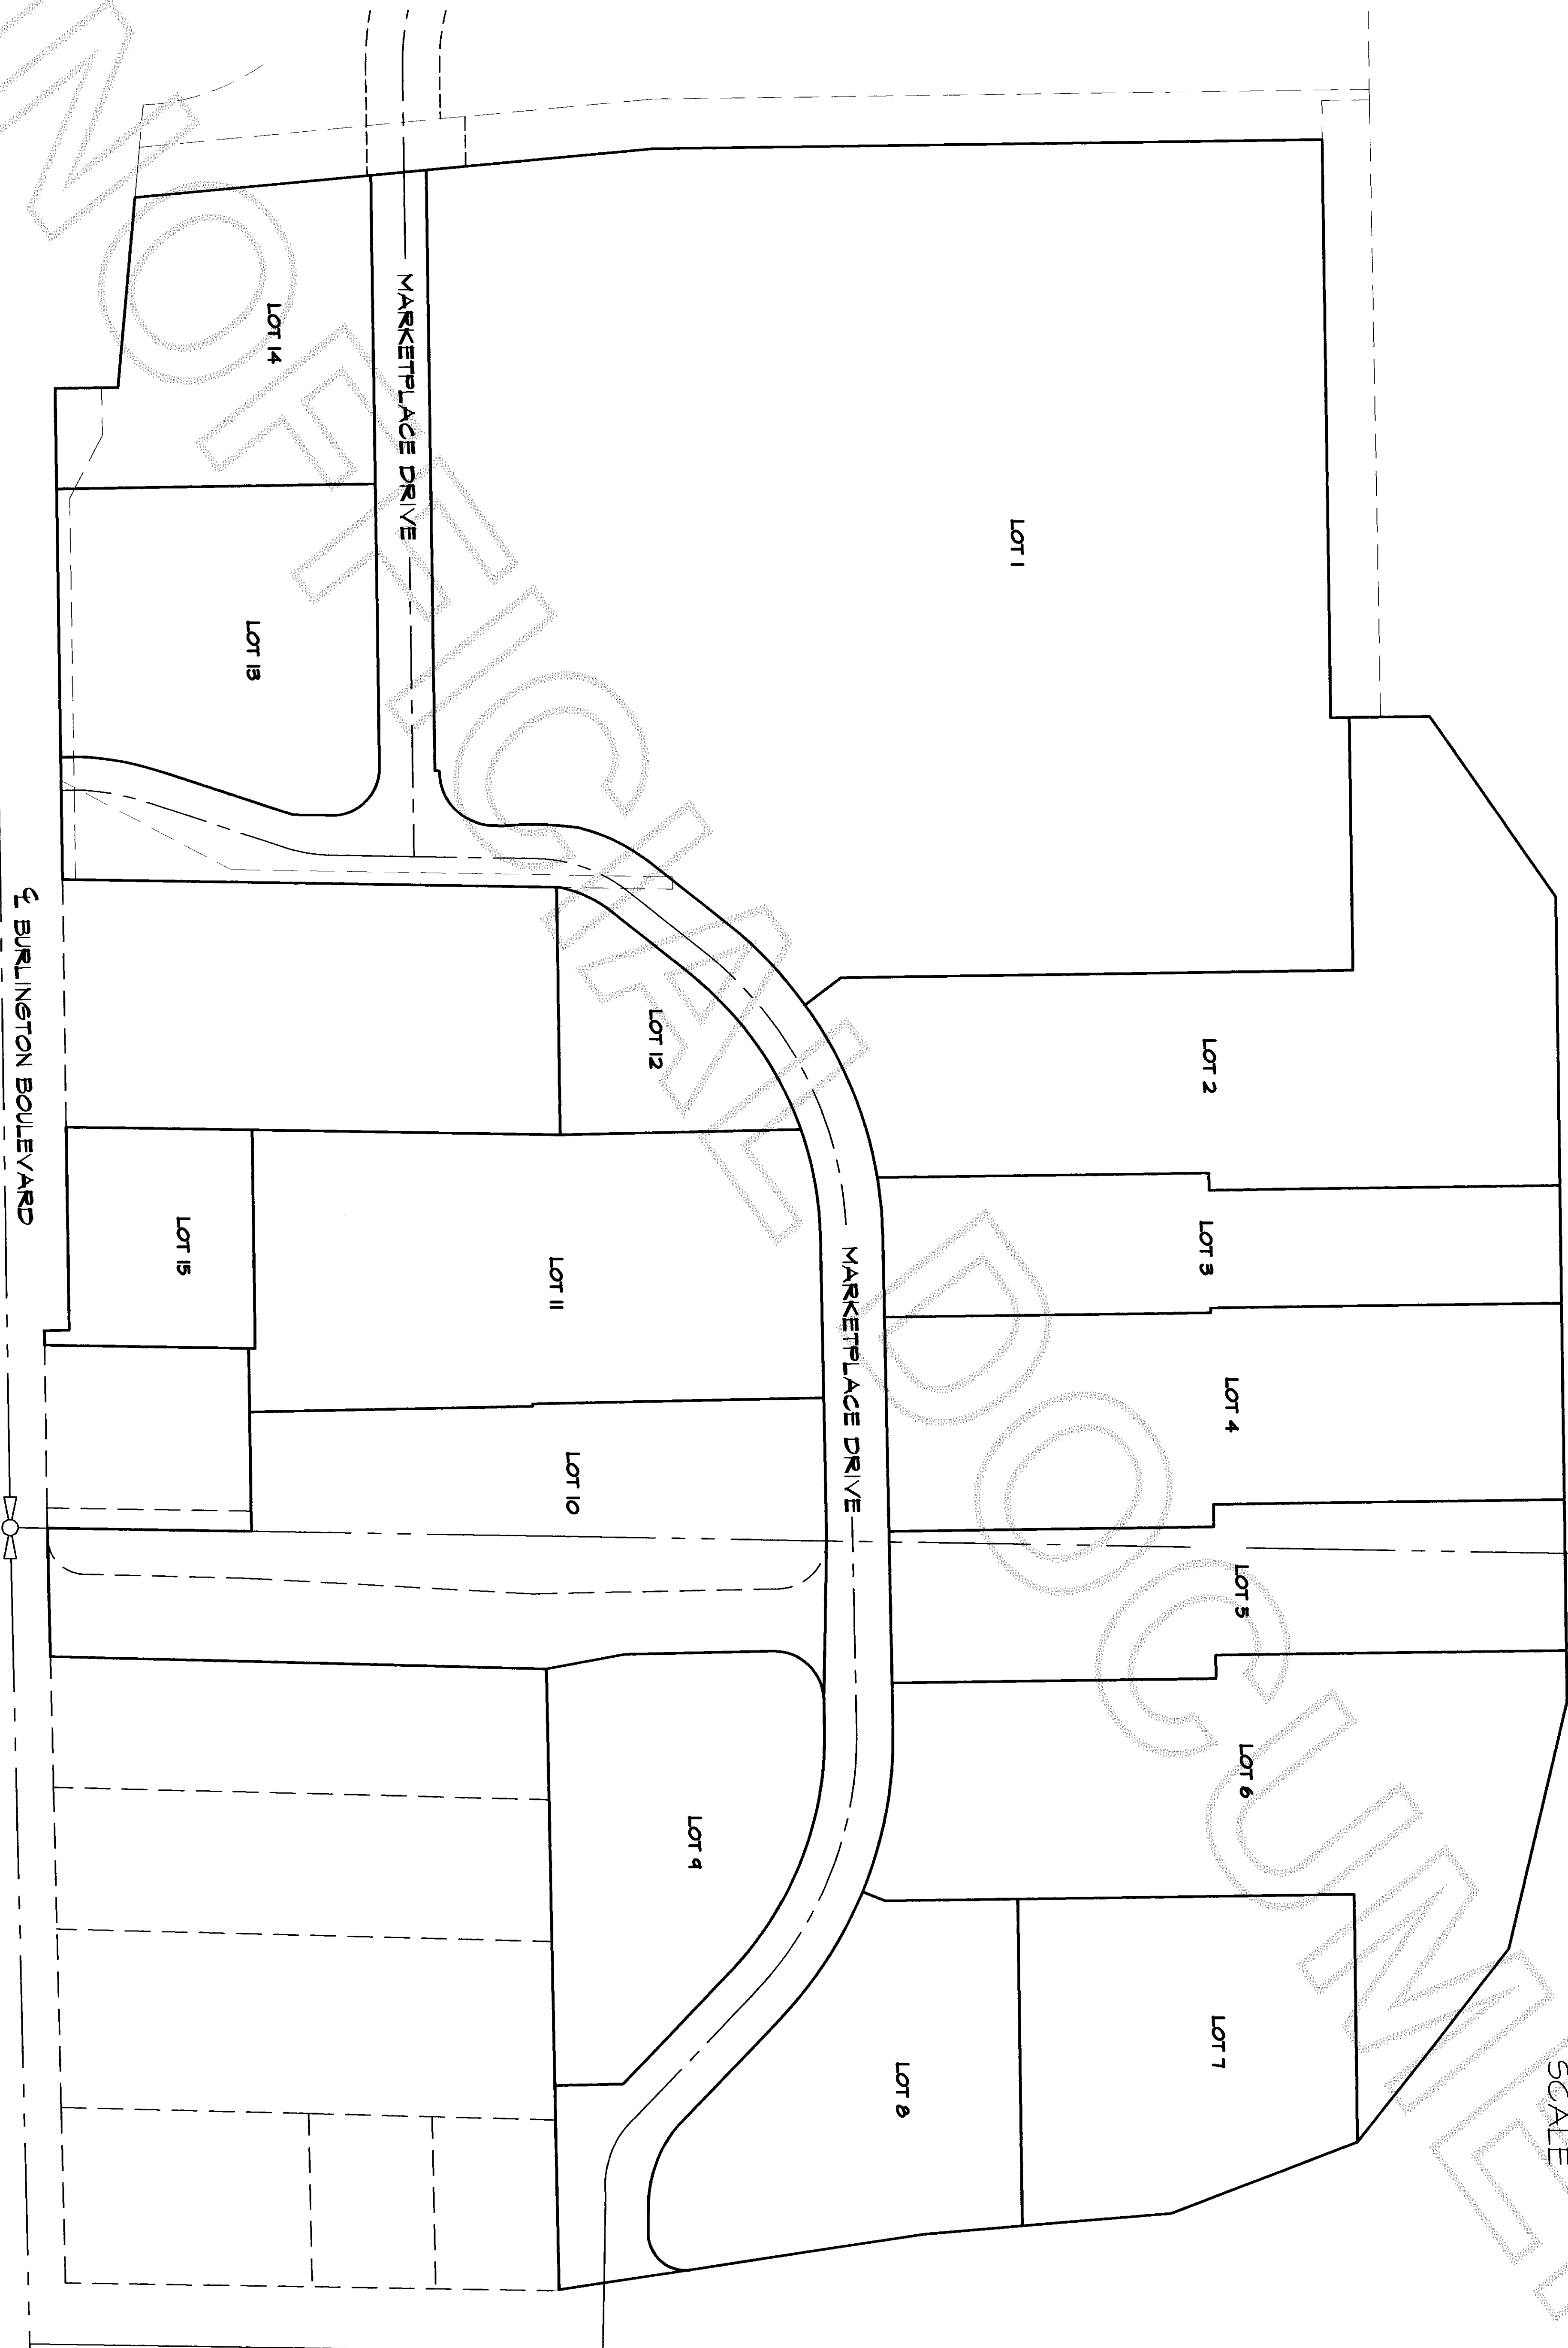 SCALE
LOT 1
LOT 2
LOT 3
LOT 4
LOT 5
LOT 6
LOT 7
LOT 8
MARKETPLACE DRIVE
MARKETPLACE DRIVE
LOT 9
LOT 10
LOT 11
LOT 12
LOT 13
LOT 14
LOT 15
℄ BURLINGTON BOULEVARD
N OFFICIAL DOCUME